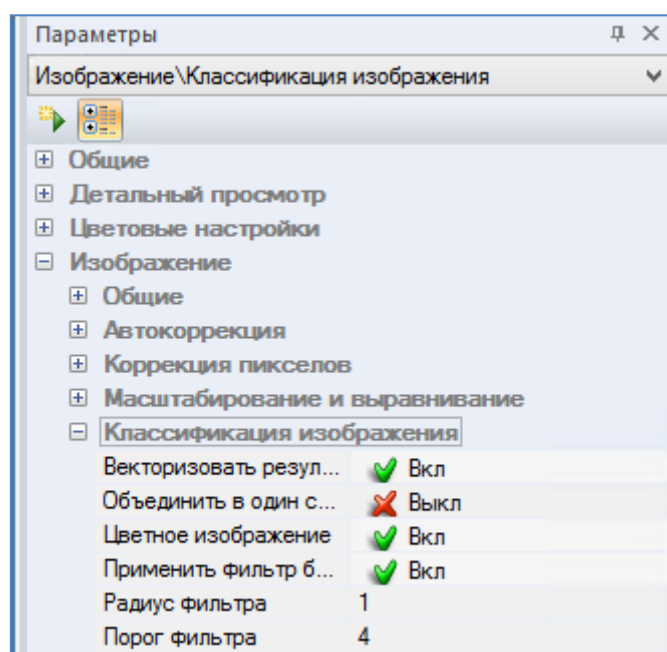 Параметры
Изображение\Классификация изображения
Общие
Детальный просмотр
Цветовые настройки
Изображение
Общие
Автокоррекция
Коррекция пикселов
Масштабирование и выравнивание
Классификация изображения
Векторизовать резул... Вкл
Объединить в один с... Выкл
Цветное изображение Вкл
Применить фильтр б... Вкл
Радиус фильтра 1
Порог фильтра 4